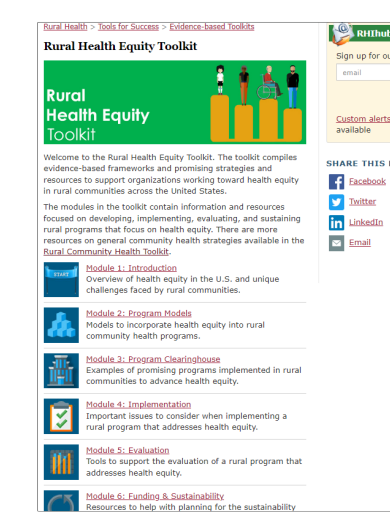 Rural Health > Tools for Success > Evidence-based Toolkits
Rural Health Equity Toolkit
Rural
Health Equity
Toolkit
Welcome to the Rural Health Equity Toolkit. The toolkit compiles
evidence-based frameworks and promising strategies and
resources to support organizations working toward health equity
in rural communities across the United States.
The modules in the toolkit contain information and resources
focused on developing, implementing, evaluating, and sustaining
rural programs that focus on health equity. There are more
resources on general community health strategies available in the
Rural Community Health Toolkit.
START
Module 1: Introduction
Overview of health equity in the U.S. and unique
challenges faced by rural communities.
Module 2: Program Models
Models to incorporate health equity into rural
community health programs.
Module 3: Program Clearinghouse
Examples of promising programs implemented in rural
communities to advance health equity.
Module 4: Implementation
Important issues to consider when implementing a
rural program that addresses health equity.
Module 5: Evaluation
Tools to support the evaluation of a rural program that
addresses health equity.
Module 6: Funding & Sustainability
Resources to help with planning for the sustainability
RHIhub
Sign up for ou
email
Custom alerts
available
SHARE THIS
Facebook
Twitter
LinkedIn
Email